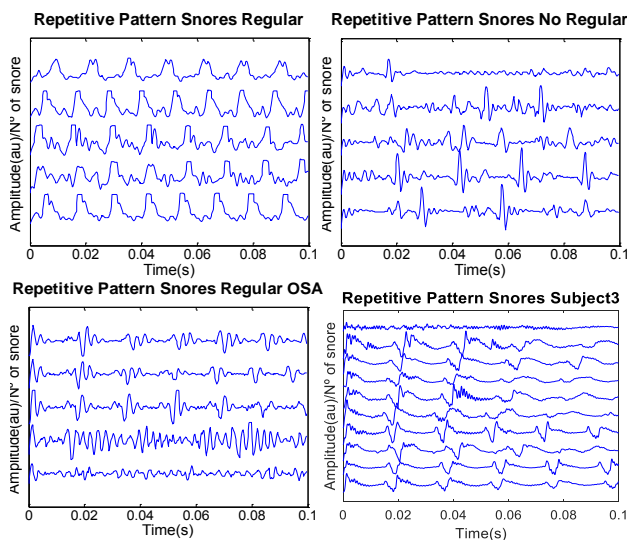 Repetitive Pattern Snores Regular
Amplitude(au)/Nº of snore
0 0.02 0.04 0.06 0.08 0.1
Time(s)
Repetitive Pattern Snores No Regular
Amplitude(au)/Nº of snore
0 0.02 0.04 0.06 0.08 0.1
Time(s)
Repetitive Pattern Snores Regular OSA
Amplitude(au)/Nº of snore
0 0.02 0.04 0.06 0.08 0.1
Time(s)
Repetitive Pattern Snores Subject3
Amplitude(au)/Nº of snore
0 0.02 0.04 0.06 0.08 0.1
Time(s)